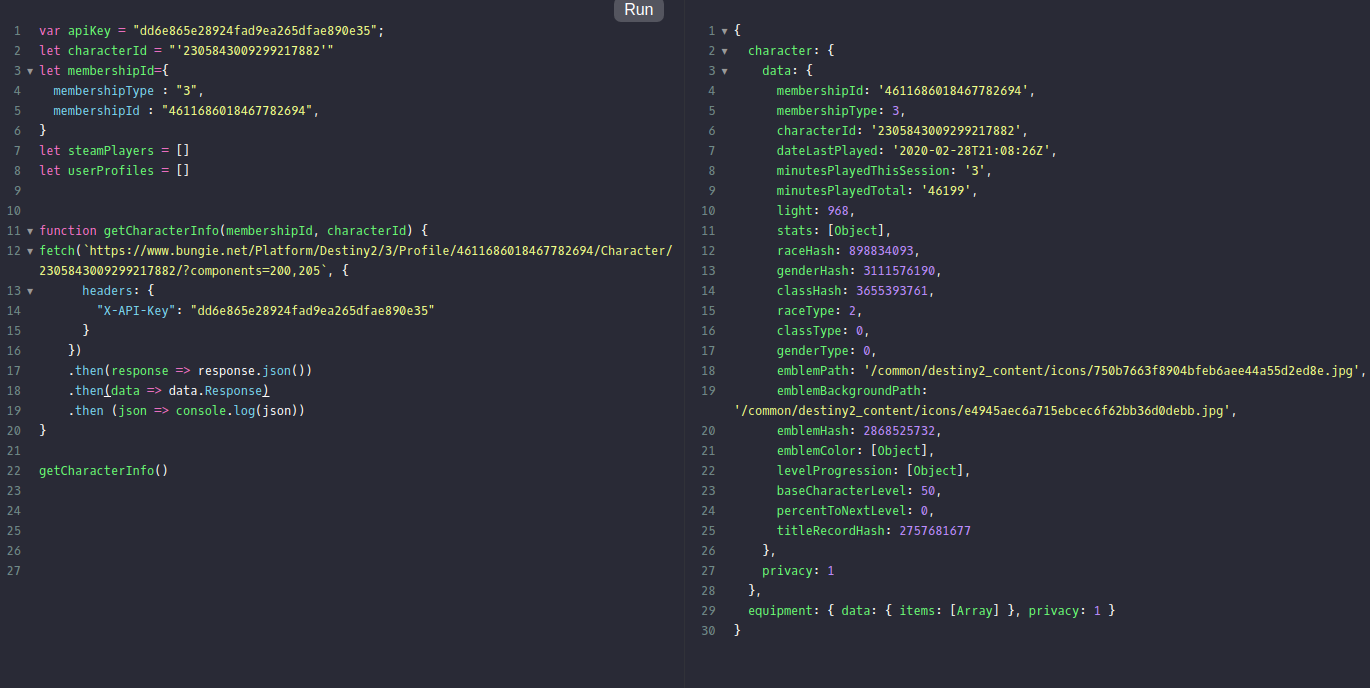 Run
1 var apiKey = "dd6e865e28924fad9ea265dfae890e35";
2 let characterId = "'2305843009299217882'"
3 ▼ let membershipId={
4 membershipType : "3",
5 membershipId : "4611686018467782694",
6 }
7 let steamPlayers = []
8 let userProfiles = []
9
10
11 ▼ function getCharacterInfo(membershipId, characterId) {
12 ▼ fetch(`https://www.bungie.net/Platform/Destiny2/3/Profile/4611686018467782694/Character/
2305843009299217882/?components=200,205`, {
13 ▼ headers: {
14 "X-API-Key": "dd6e865e28924fad9ea265dfae890e35"
15 }
16 })
17 .then(response => response.json())
18 .then(data => data.Response)
19 .then (json => console.log(json))
20 }
21
22 getCharacterInfo()
23
24
25
26
27
1 ▼ {
2 ▼ character: {
3 ▼ data: {
4 membershipId: '4611686018467782694',
5 membershipType: 3,
6 characterId: '2305843009299217882',
7 dateLastPlayed: '2020-02-28T21:08:26Z',
8 minutesPlayedThisSession: '3',
9 minutesPlayedTotal: '46199',
10 light: 968,
11 stats: [Object],
12 raceHash: 898834093,
13 genderHash: 3111576190,
14 classHash: 3655393761,
15 raceType: 2,
16 classType: 0,
17 genderType: 0,
18 emblemPath: '/common/destiny2_content/icons/750b7663f8904bfeb6aee44a55d2ed8e.jpg',
19 emblemBackgroundPath:
'/common/destiny2_content/icons/e4945aec6a715ebcec6f62bb36d0debb.jpg',
20 emblemHash: 2868525732,
21 emblemColor: [Object],
22 levelProgression: [Object],
23 baseCharacterLevel: 50,
24 percentToNextLevel: 0,
25 titleRecordHash: 2757681677
26 },
27 privacy: 1
28 },
29 equipment: { data: { items: [Array] }, privacy: 1 }
30 }